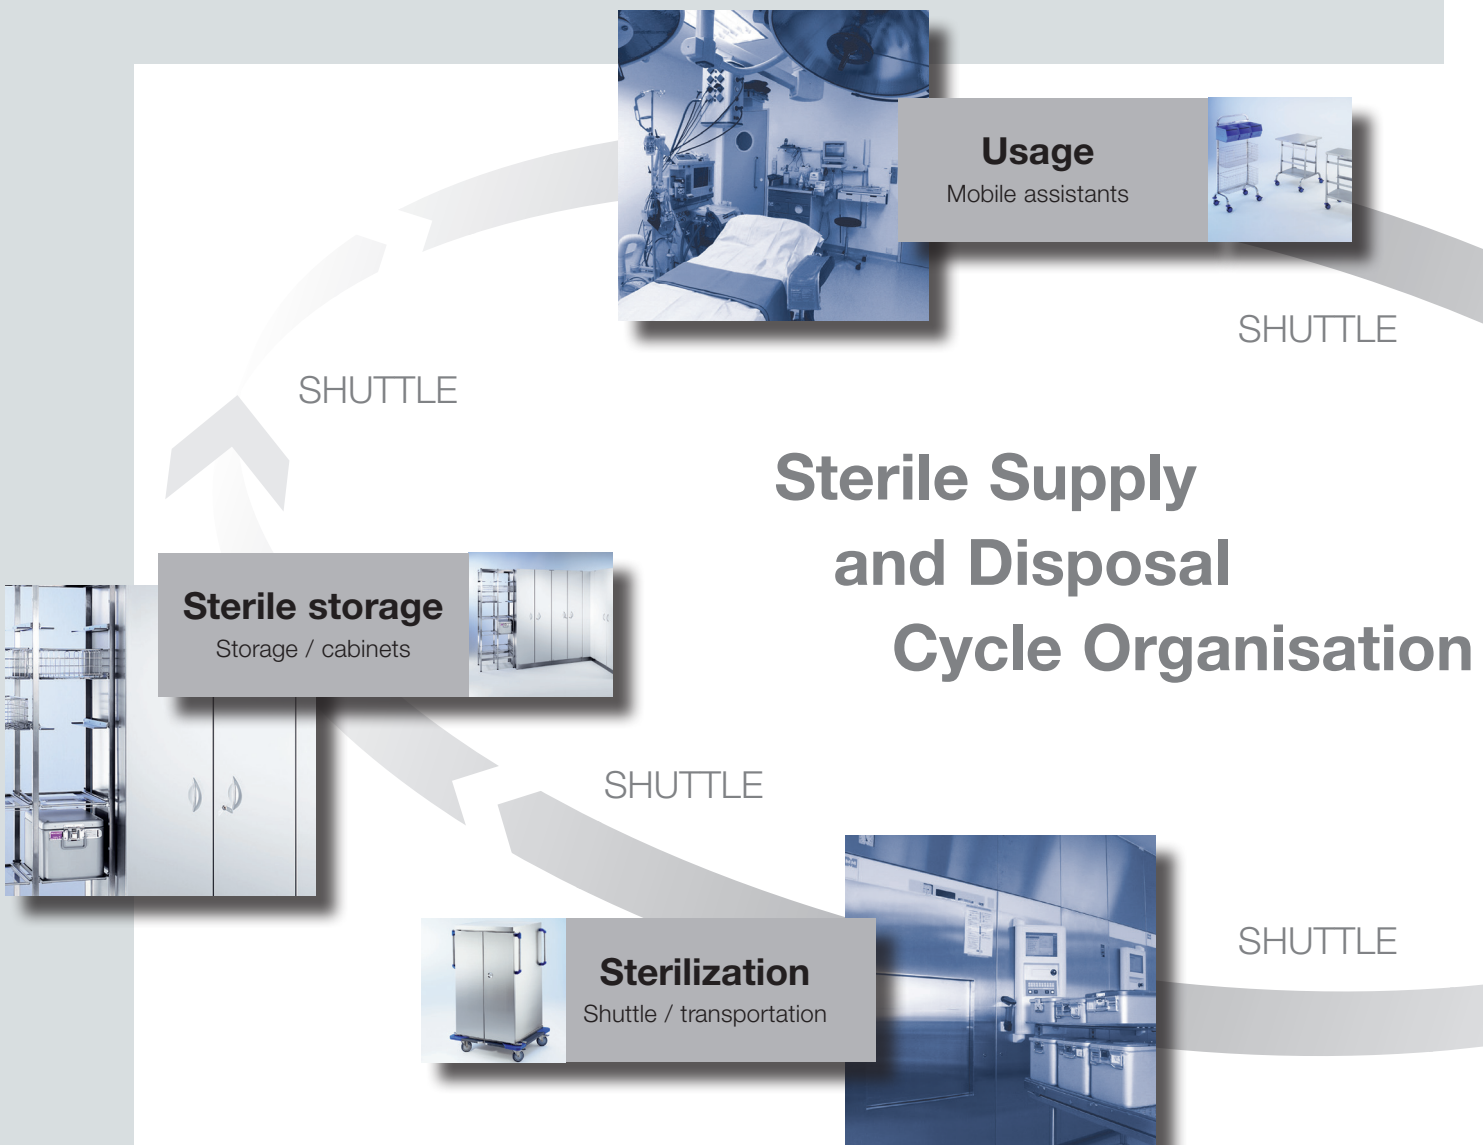 Usage
Mobile assistants
SHUTTLE
SHUTTLE
Sterile Supply
and Disposal
Cycle Organisation
Sterile storage
Storage / cabinets
SHUTTLE
SHUTTLE
Sterilization
Shuttle / transportation